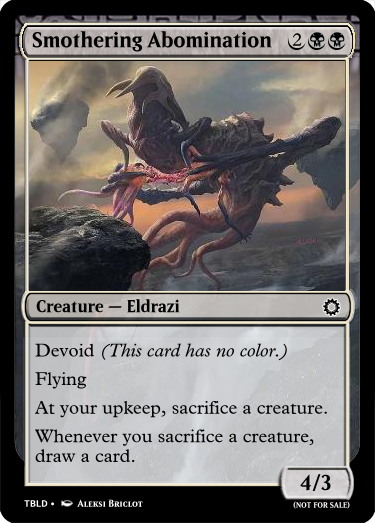 Smothering Abomination 2
Creature — Eldrazi
Devoid (This card has no color.)
Flying
At your upkeep, sacrifice a creature.
Whenever you sacrifice a creature,
draw a card.
4/3
TBLD • Aleksi Briclot
(NOT FOR SALE)